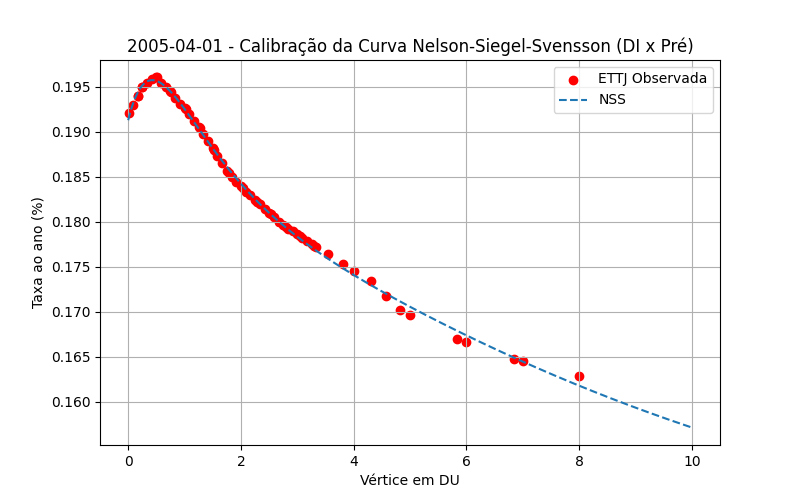 2005-04-01 - Calibração da Curva Nelson-Siegel-Svensson (DI x Pré)
ETTJ Observada
NSS
Taxa ao ano (%)
0.195
0.190
0.185
0.180
0.175
0.170
0.165
0.160
0 2 4 6 8 10
Vértice em DU